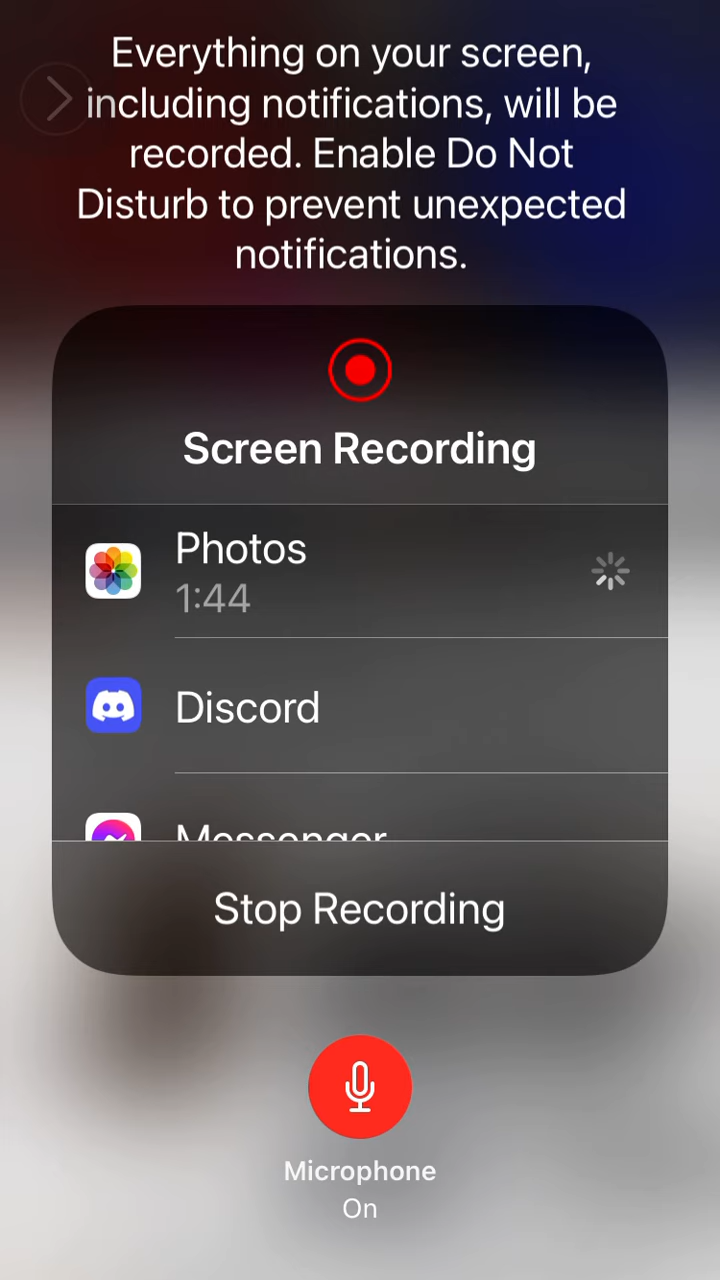 Everything on your screen,
including notifications, will be
recorded. Enable Do Not
Disturb to prevent unexpected
notifications.
Screen Recording
Photos
1:44
Discord
Messenger
Stop Recording
Microphone
On